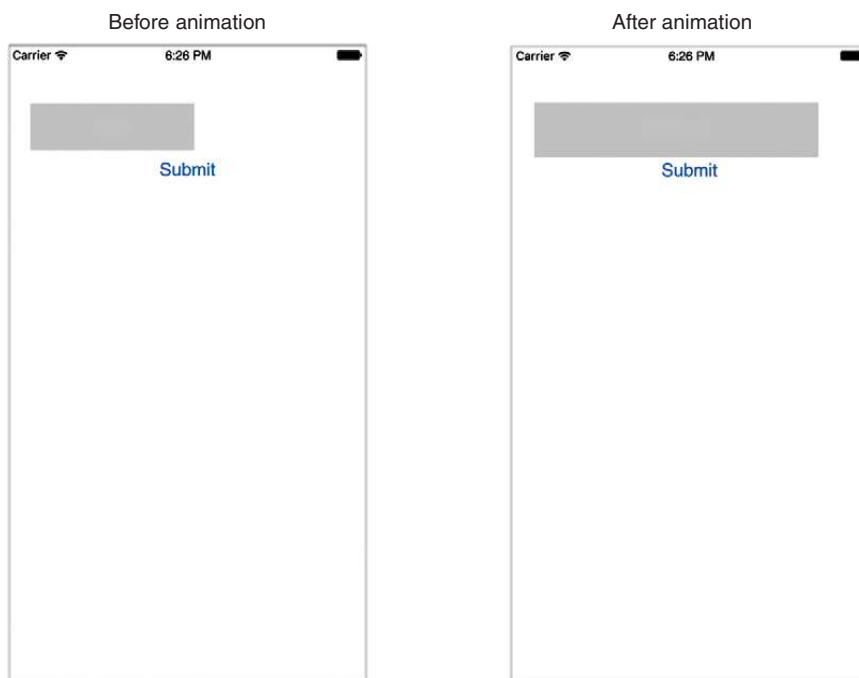 Before animation
After animation
Carrier 6:26 PM
Carrier 6:26 PM
Submit
Submit